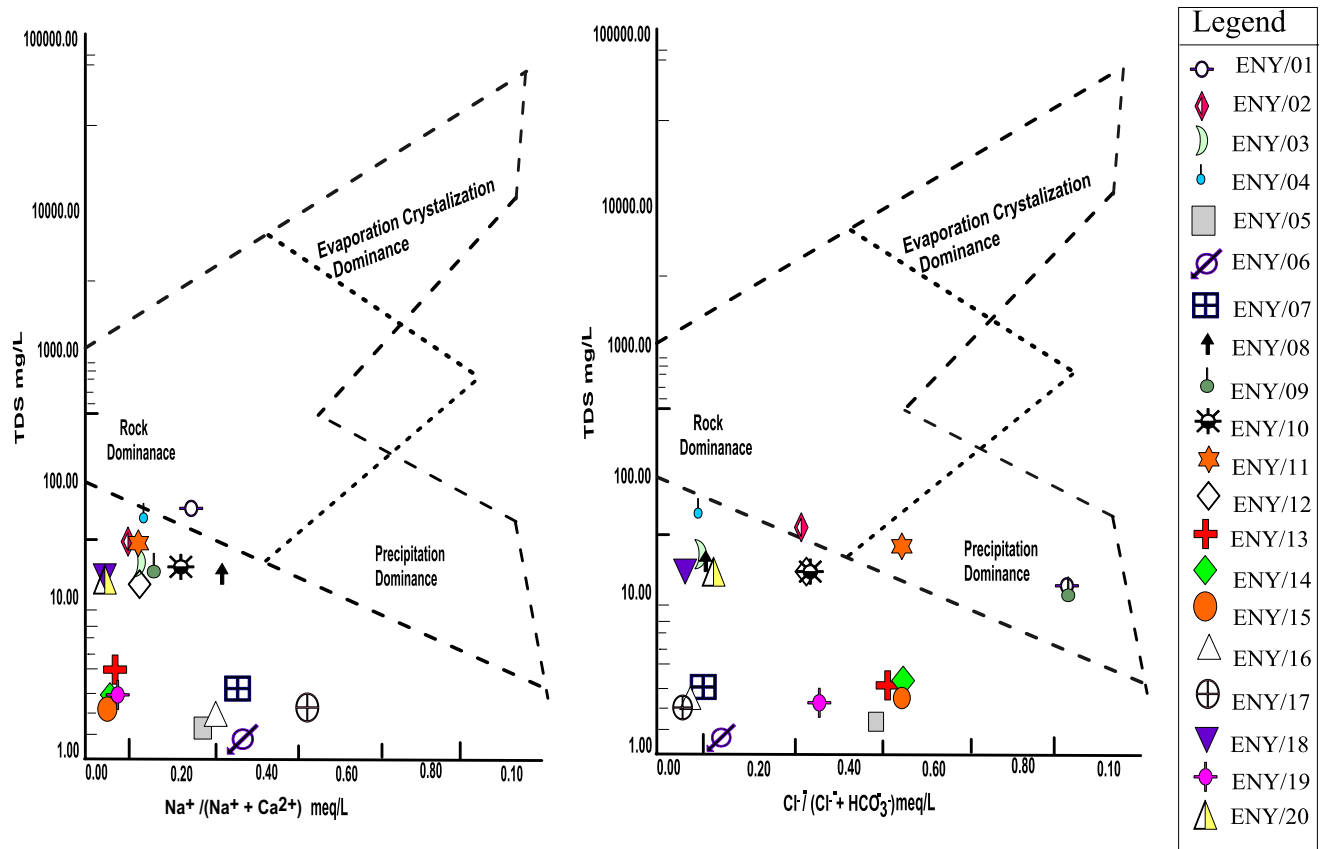 100000.00
10000.00
1000.00
100.00
10.00
1.00
TDS mg/L
Evaporation Crystalization
Dominance
Rock
Dominanace
Precipitation
Dominance
0.00 0.20 0.40 0.60 0.80 0.10
Na+ /(Na+ + Ca2+) meq/L
100000.00
10000.00
1000.00
100.00
10.00
1.00
TDS mg/L
Evaporation Crystalization
Dominance
Rock
Dominanace
Precipitation
Dominance
0.00 0.20 0.40 0.60 0.80 0.10
Cl-/ (Cl-+ HCO3-)meq/L
Legend
ENY/01
ENY/02
ENY/03
ENY/04
ENY/05
ENY/06
ENY/07
ENY/08
ENY/09
ENY/10
ENY/11
ENY/12
ENY/13
ENY/14
ENY/15
ENY/16
ENY/17
ENY/18
ENY/19
ENY/20